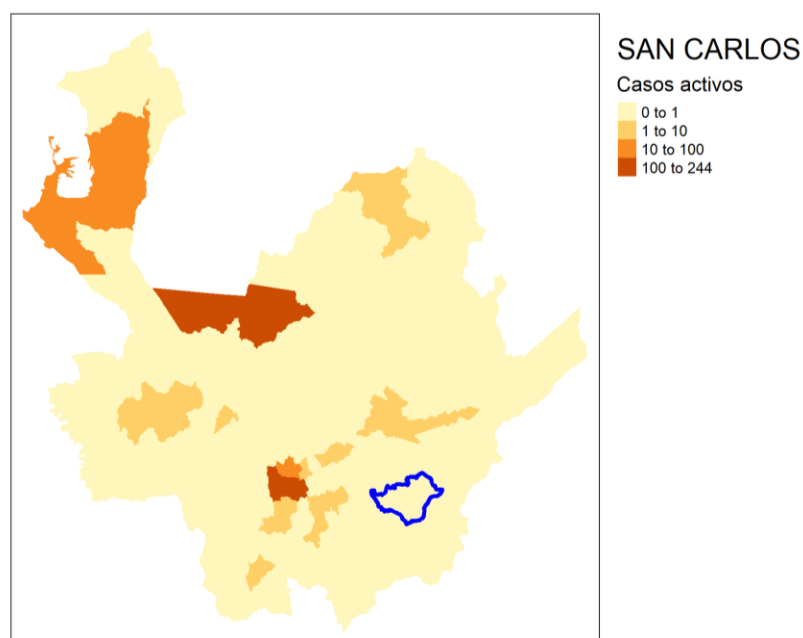 SAN CARLOS
Casos activos
0 to 1
1 to 10
10 to 100
100 to 244